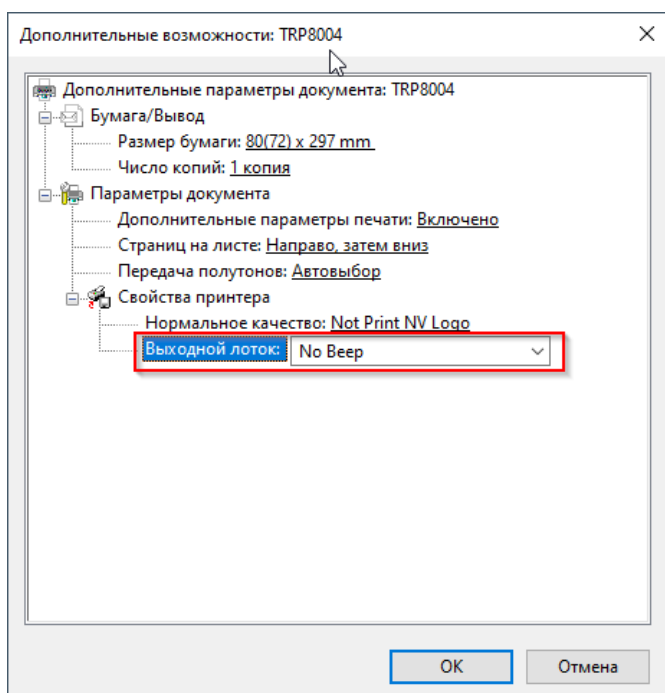 Дополнительные возможности: TRP8004
Дополнительные параметры документа: TRP8004
Бумага/Вывод
Размер бумаги: 80(72) x 297 mm
Число копий: 1 копия
Параметры документа
Дополнительные параметры печати: Включено
Страниц на листе: Направо, затем вниз
Передача полутонов: Автовыбор
Свойства принтера
Нормальное качество: Not Print NV Logo
Выходной лоток: No Beep
ОК Отмена